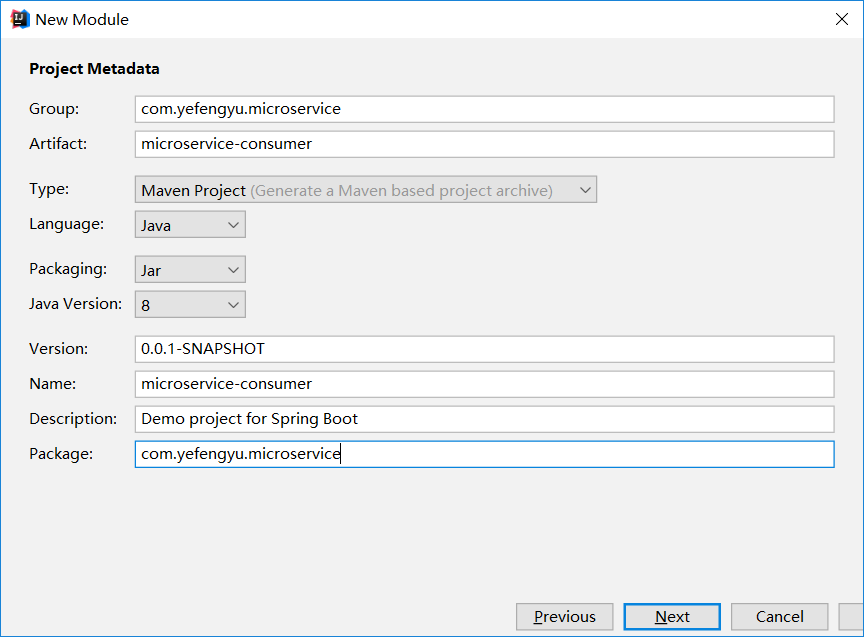 New Module
Project Metadata
Group: com.yefengyu.microservice
Artifact: microservice-consumer
Type: Maven Project (Generate a Maven based project archive)
Language: Java
Packaging: Jar
Java Version: 8
Version: 0.0.1-SNAPSHOT
Name: microservice-consumer
Description: Demo project for Spring Boot
Package: com.yefengyu.microservice
Previous Next Cancel